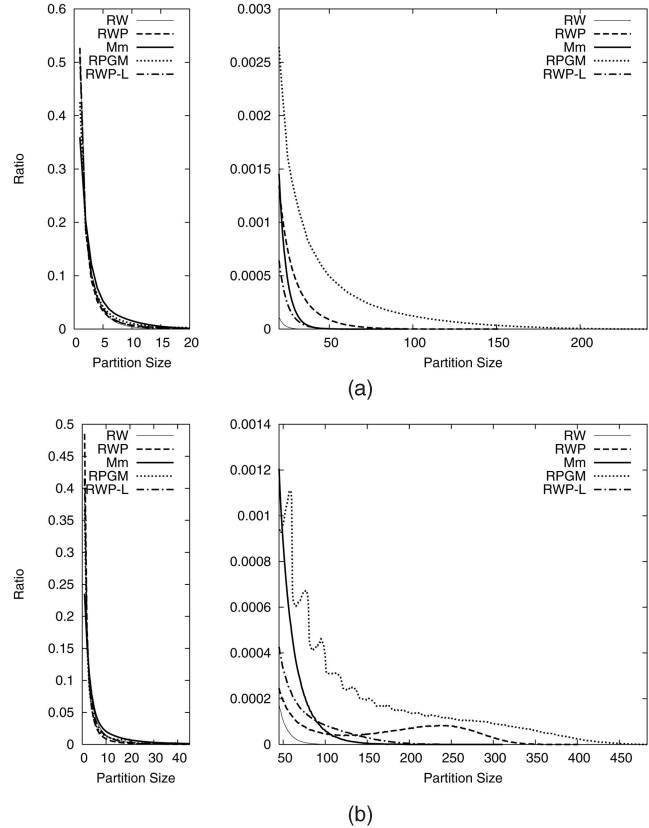 0.6
0.5
0.4
0.3
0.2
0.1
0
Ratio
RW
RWP
Mm
RPGM
RWP-L
5 10 15 20
Partition Size
0.003
0.0025
0.002
0.0015
0.001
0.0005
0
RW
RWP
Mm
RPGM
RWP-L
50 100 150 200
Partition Size
(a)
0.5
0.45
0.4
0.35
0.3
0.25
0.2
0.15
0.1
0.05
0
Ratio
RW
RWP
Mm
RPGM
RWP-L
0 10 20 30 40
Partition Size
0.0014
0.0012
0.001
0.0008
0.0006
0.0004
0.0002
0
RW
RWP
Mm
RPGM
RWP-L
50 100 150 200 250 300 350 400 450
Partition Size
(b)